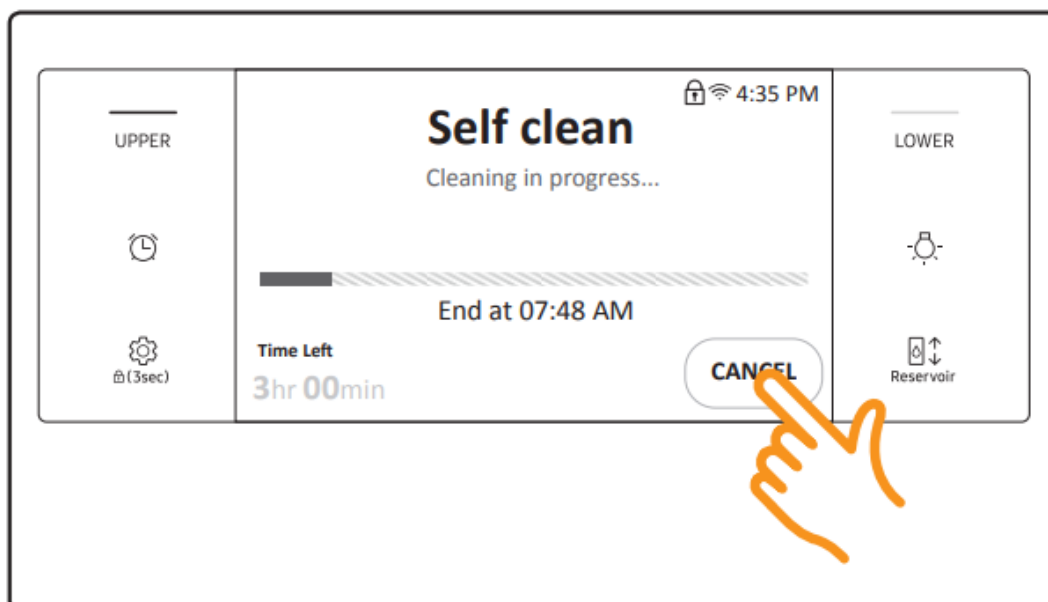 UPPER
(3sec)
4:35 PM
Self clean
Cleaning in progress...
End at 07:48 AM
Time Left
3hr 00min
CANCEL
LOWER
Reservoir